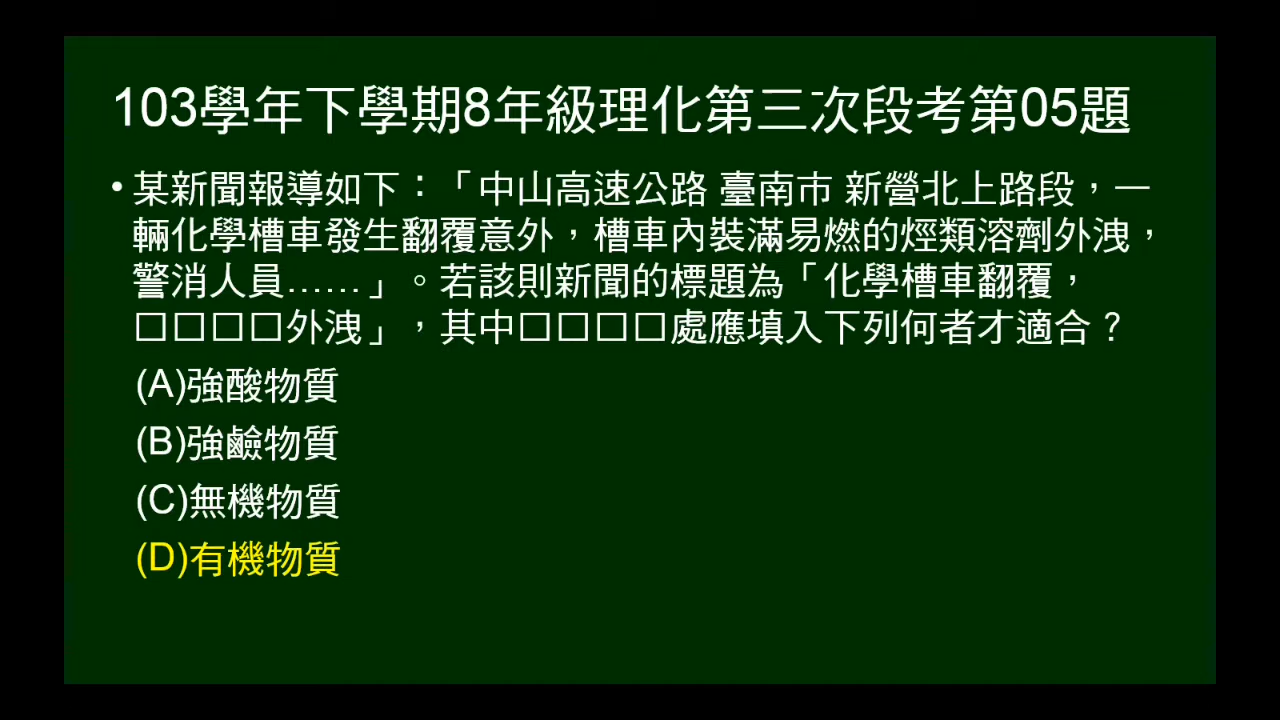 103學年下學期8年級理化第三次段考第05題
•某新聞報導如下：「中山高速公路 臺南市 新營北上路段，一
輛化學槽車發生翻覆意外，槽車內裝滿易燃的烴類溶劑外洩，
警消人員……」。若該則新聞的標題為「化學槽車翻覆，
□□□□外洩」，其中□□□□處應填入下列何者才適合？
(A)強酸物質
(B)強鹼物質
(C)無機物質
(D)有機物質